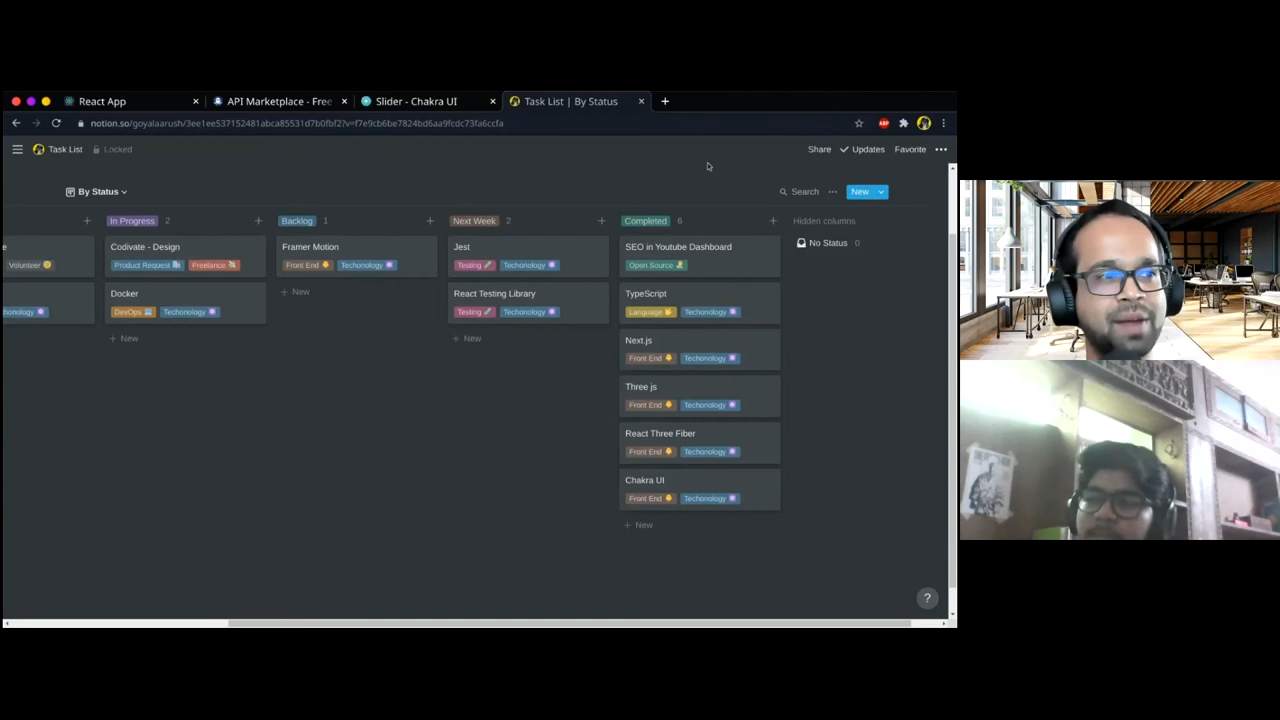 React App
API Marketplace - Free
Slider - Chakra UI
Task List | By Status
notion.so/goyalaarush/3ee1ee537152481abca85531d7b0fbf2?v=f7e9cb6be7824bd6aa9fcdc73fa6ccfa
ABP
Task List Locked
Share Updates Favorite
By Status
Search New
In Progress 2
Codivate - Design
Product Request Freelance
Docker
DevOps Techonology
+ New
Volunteer
Backlog 1
Framer Motion
Front End Techonology
+ New
Next Week 2
Jest
Testing Techonology
React Testing Library
Testing Techonology
+ New
Completed 6
SEO in Youtube Dashboard
Open Source
TypeScript
Language Techonology
Next.js
Front End Techonology
Three js
Front End Techonology
React Three Fiber
Front End Techonology
Chakra UI
Front End Techonology
+ New
Hidden columns
No Status 0
?